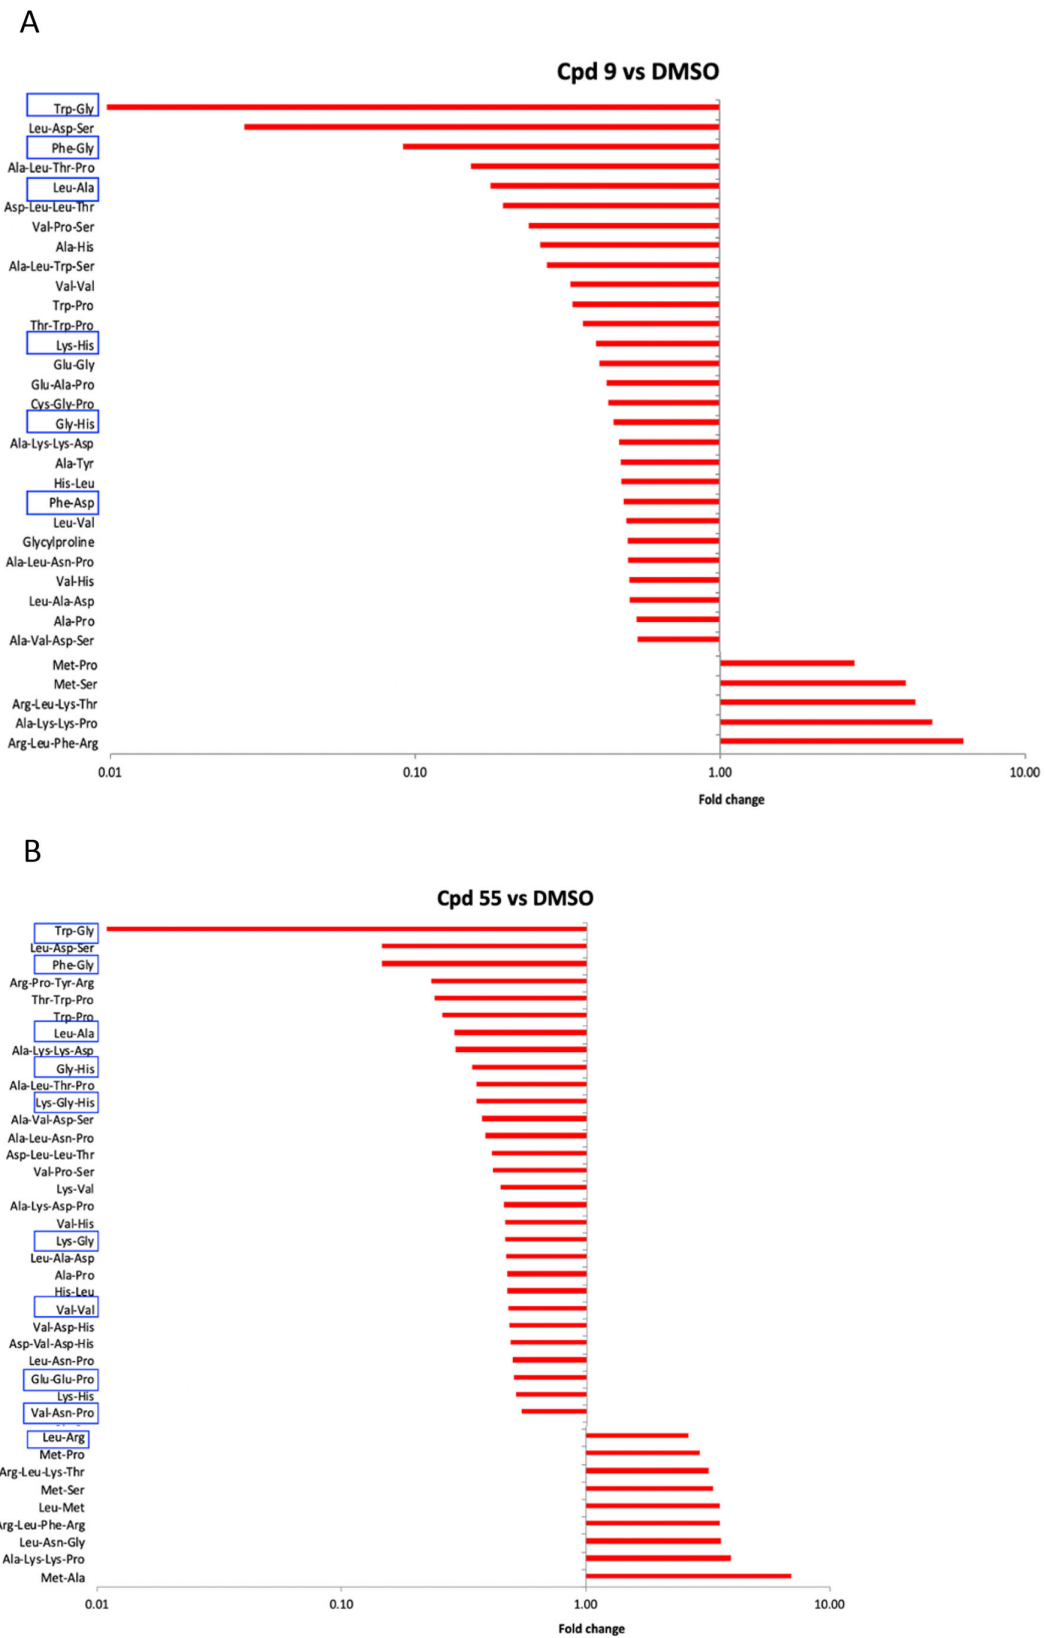 A
Cpd 9 vs DMSO
Trp-Gly
Leu-Asp-Ser
Phe-Gly
Ala-Leu-Thr-Pro
Leu-Ala
Asp-Leu-Leu-Thr
Val-Pro-Ser
Ala-His
Ala-Leu-Trp-Ser
Val-Val
Trp-Pro
Thr-Trp-Pro
Lys-His
Glu-Gly
Glu-Ala-Pro
Cys-Gly-Pro
Gly-His
Ala-Lys-Lys-Asp
Ala-Tyr
His-Leu
Phe-Asp
Leu-Val
Glycylproline
Ala-Leu-Asn-Pro
Val-His
Leu-Ala-Asp
Ala-Pro
Ala-Val-Asp-Ser
Met-Pro
Met-Ser
Arg-Leu-Lys-Thr
Ala-Lys-Lys-Pro
Arg-Leu-Phe-Arg
0.01 0.10 1.00 10.00
Fold change
B
Cpd 55 vs DMSO
Trp-Gly
Leu-Asp-Ser
Phe-Gly
Arg-Pro-Tyr-Arg
Thr-Trp-Pro
Trp-Pro
Leu-Ala
Ala-Lys-Lys-Asp
Gly-His
Ala-Leu-Thr-Pro
Lys-Gly-His
Ala-Val-Asp-Ser
Ala-Leu-Asn-Pro
Asp-Leu-Leu-Thr
Val-Pro-Ser
Lys-Val
Ala-Lys-Asp-Pro
Val-His
Lys-Gly
Leu-Ala-Asp
Ala-Pro
His-Leu
Val-Val
Val-Asp-His
Asp-Val-Asp-His
Leu-Asn-Pro
Glu-Glu-Pro
Lys-His
Val-Asn-Pro
Leu-Arg
Met-Pro
Arg-Leu-Lys-Thr
Met-Ser
Leu-Met
Arg-Leu-Phe-Arg
Leu-Asn-Gly
Ala-Lys-Lys-Pro
Met-Ala
0.01 0.10 1.00 10.00
Fold change